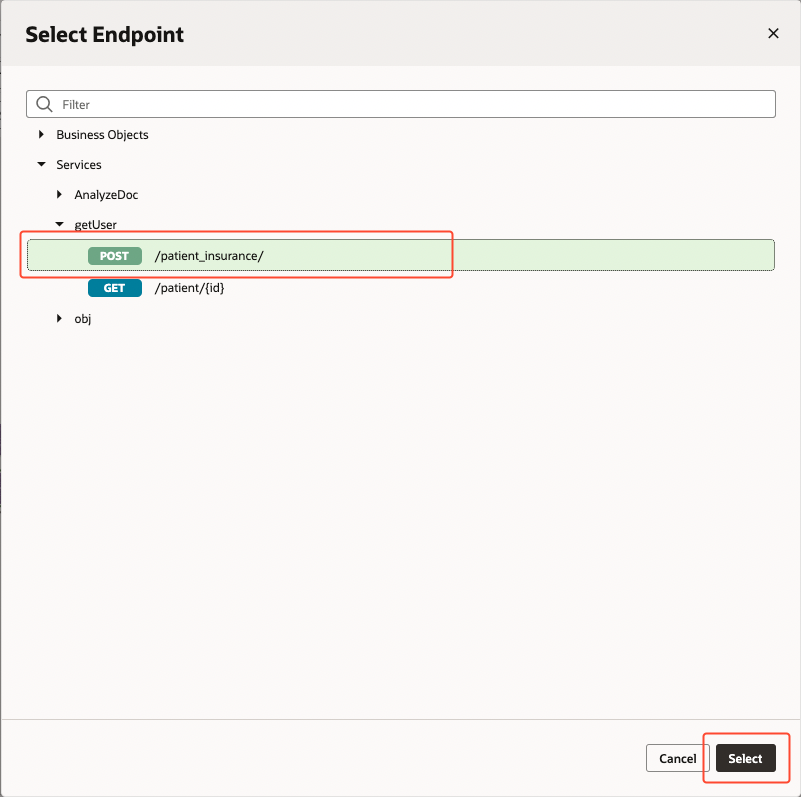 Select Endpoint
Filter
Business Objects
Services
AnalyzeDoc
getUser
POST /patient_insurance/
GET /patient/{id}
obj
Cancel Select